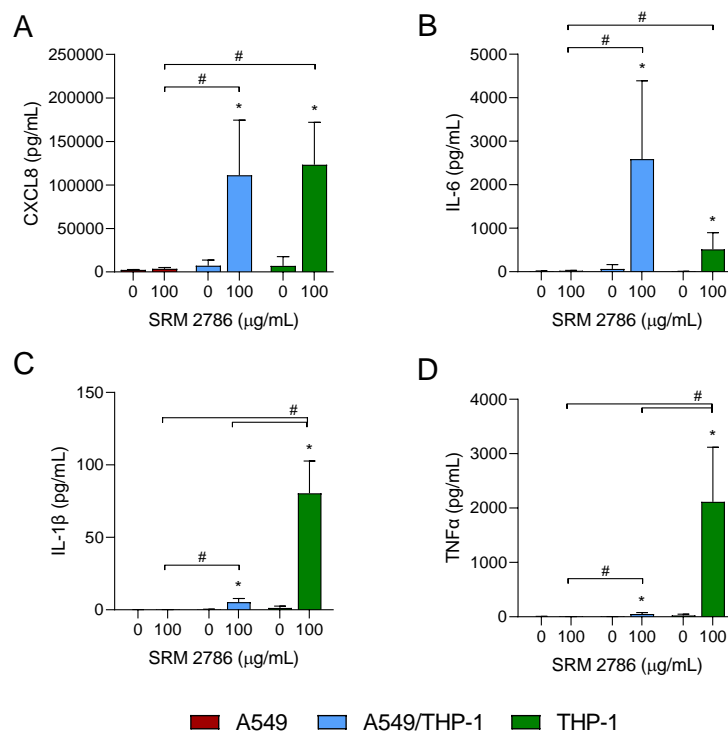 A
CXCL8 (pg/mL)
250000
200000
150000
100000
50000
0
#
#
*
*
0 100 0 100 0 100
SRM 2786 (μg/mL)
B
IL-6 (pg/mL)
5000
4000
3000
2000
1000
0
#
#
*
*
0 100 0 100 0 100
SRM 2786 (μg/mL)
C
IL-1β (pg/mL)
150
100
50
0
#
*
#
*
0 100 0 100 0 100
SRM 2786 (μg/mL)
D
TNFα (pg/mL)
4000
3000
2000
1000
0
#
*
#
*
0 100 0 100 0 100
SRM 2786 (μg/mL)
A549 A549/THP-1 THP-1